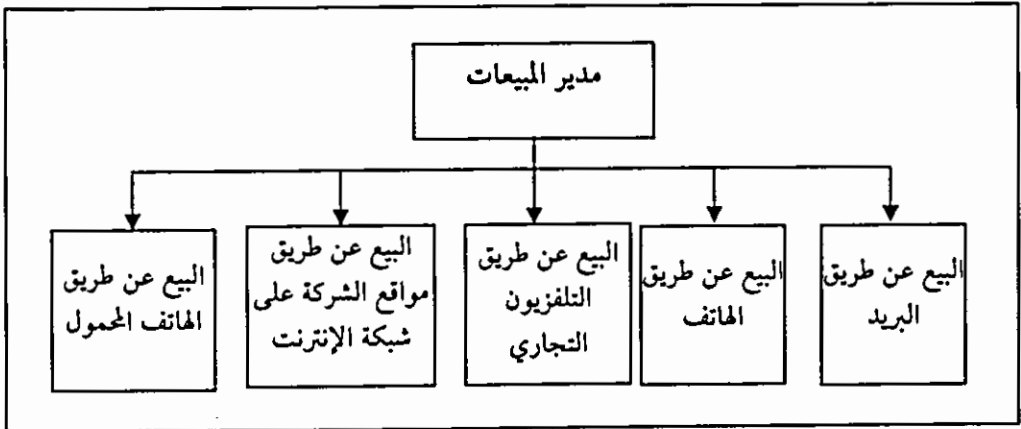 مدير المبيعات
البيع عن طريق
البريد
البيع عن طريق
الهاتف
البيع عن طريق
التلفزيون
التجاري
البيع عن طريق
مواقع الشركة على
شبكة الإنترنت
البيع عن طريق
الهاتف المحمول